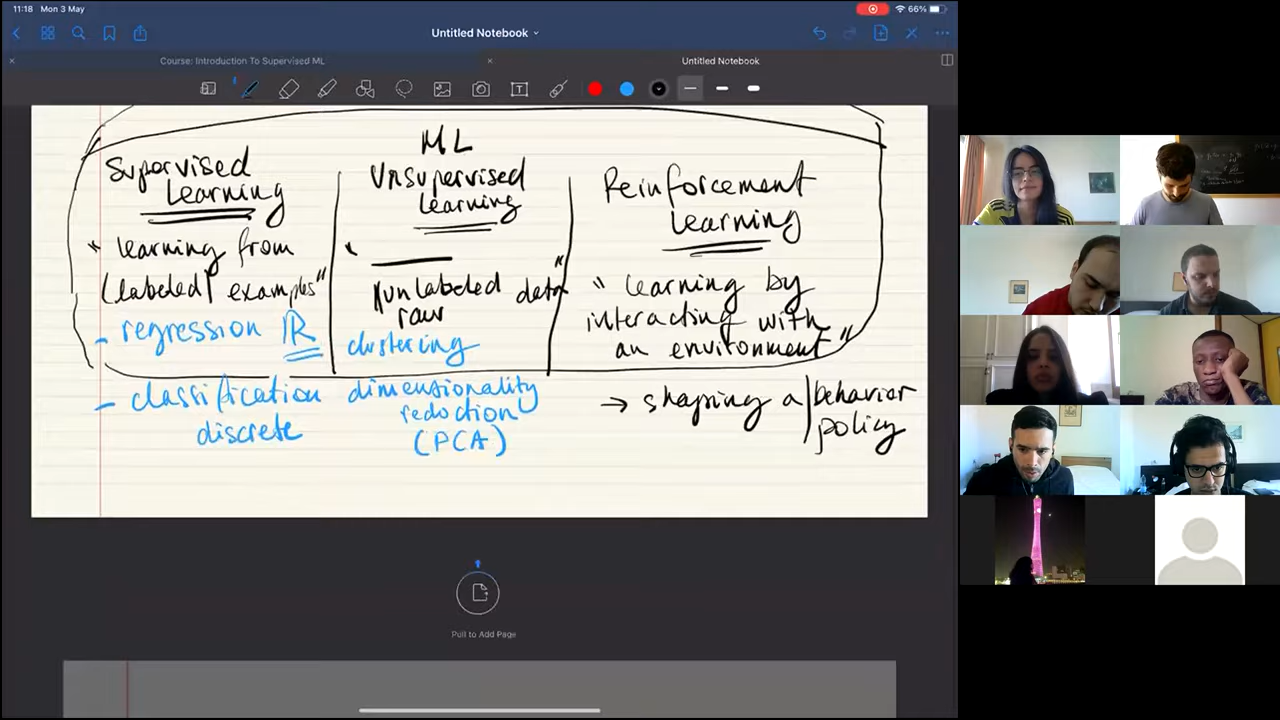 11:18 Mon 3 May
66%
Untitled Notebook
Course: Introduction To Supervised ML
Untitled Notebook
ML
Supervised
Learning
" learning from
(labeled) examples"
- regression IR
- classification
discrete
Unsupervised
Learning
"
"
unlabeled data
raw
clustering
dimensionality
reduction
(PCA)
Reinforcement
Learning
" learning by
interacting with
an environment "
→ shaping a behavior
policy
Pull to Add Page